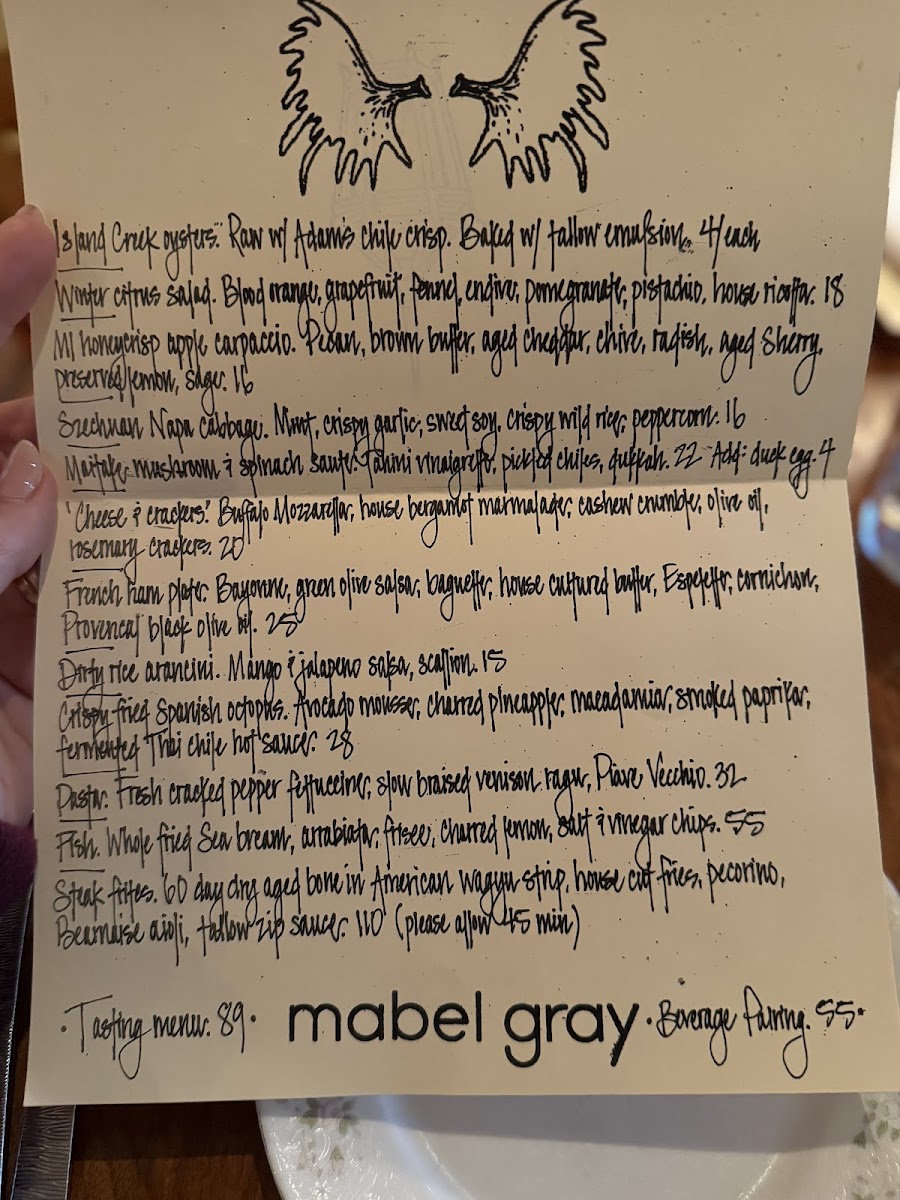 Island Creek oysters. Raw w/ Adam's chile crisp. Baked w/ tallow emulsion. 4/each
Winter citrus salad. Blood orange, grapefruit, fennel, endive, pomegranate, pistachio, house ricotta. 18
MI honeycrisp apple carpaccio. Pecan, brown butter, aged cheddar, chive, radish, aged Sherry,
preserved lemon, sage. 16
Szechuan Napa cabbage. Mint, crispy garlic, sweet soy, crispy wild rice, peppercorn. 16
Maitake mushroom & spinach saute. Tahini vinaigrette, pickled chiles, dukkah. 22 Add: duck egg. 4
"Cheese & crackers." Buffalo Mozzarella, house bergamot marmalade, cashew crumble, olive oil,
rosemary crackers. 20
French ham plate. Bayonne, green olive salsa, baguette, house cultured butter, Espelette, cornichon,
Provencal black olive oil. 25
Dirty rice arancini. Mango & jalapeno salsa, scallion. 15
Crispy fried Spanish octopus. Avocado mousse, charred pineapple, macadamia, smoked paprika,
fermented Thai chile hot sauce. 28
Pasta. Fresh cracked pepper fettuccine, slow braised venison ragu, Piave Vecchio. 32
Fish. Whole fried Sea bream, arrabiata, frisee, charred lemon, salt & vinegar chips. 55
Steak frites. 60 day dry aged bone in American wagyu strip, house cut fries, pecorino,
Bearnaise aioli, tallow zip sauce. 110 (please allow 45 min)
· Tasting menu. 89 · mabel gray · Beverage Pairing. 55 ·